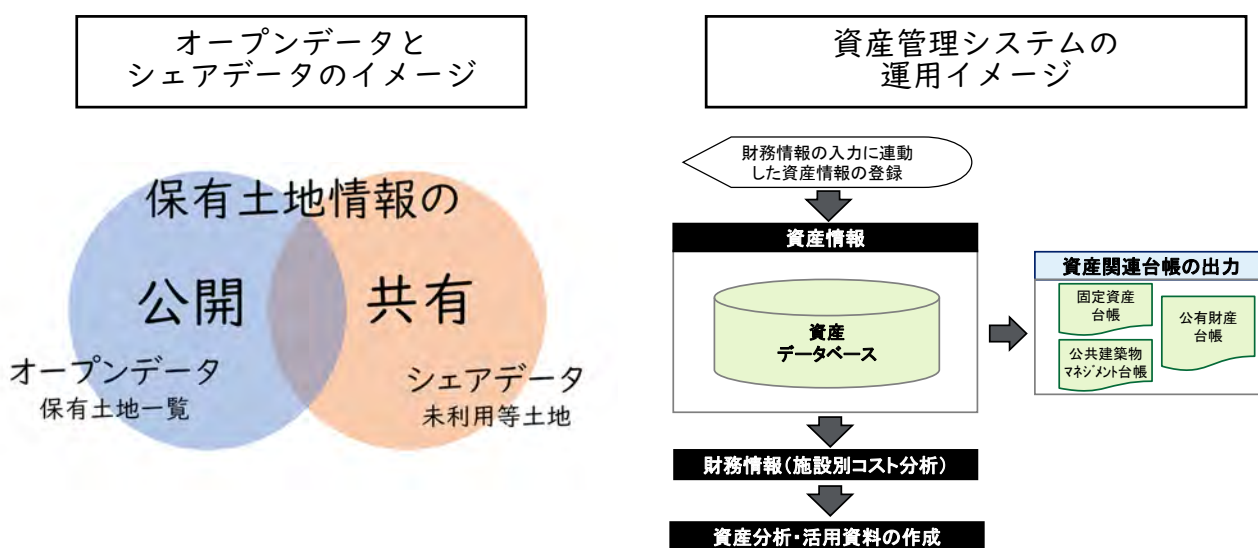 オープンデータと
シェアデータのイメージ
保有土地情報の
公開
共有
オープンデータ
保有土地一覧
シェアデータ
未利用等土地
資産管理システムの
運用イメージ
財務情報の入力に連動
した資産情報の登録
資産情報
資産
データベース
資産関連台帳の出力
固定資産
台帳
公共建築物
マネジメント台帳
公有財産
台帳
財務情報(施設別コスト分析)
資産分析・活用資料の作成